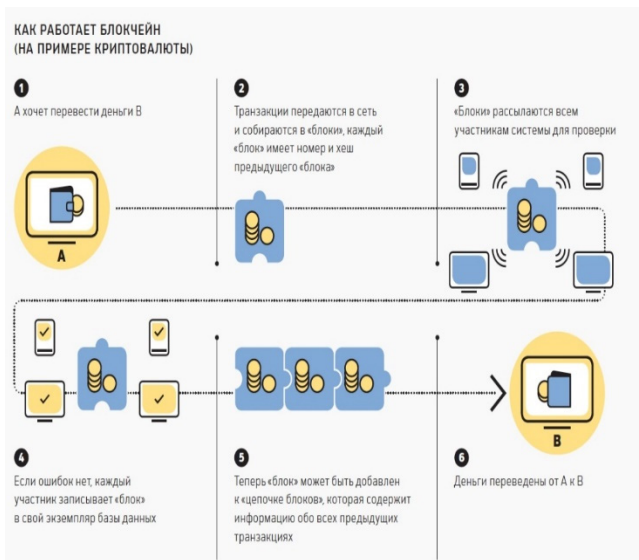 КАК РАБОТАЕТ БЛОКЧЕЙН
(НА ПРИМЕРЕ КРИПТОВАЛЮТЫ)
1
А хочет перевести деньги В
2
Транзакции передаются в сеть
и собираются в «блоки», каждый
«блок» имеет номер и хеш
предыдущего «блока»
3
«Блоки» рассылаются всем
участникам системы для проверки
A
4
Если ошибок нет, каждый
участник записывает «блок»
в свой экземпляр базы данных
5
Теперь «блок» может быть добавлен
к «цепочке блоков», которая содержит
информацию обо всех предыдущих
транзакциях
B
6
Деньги переведены от А к В